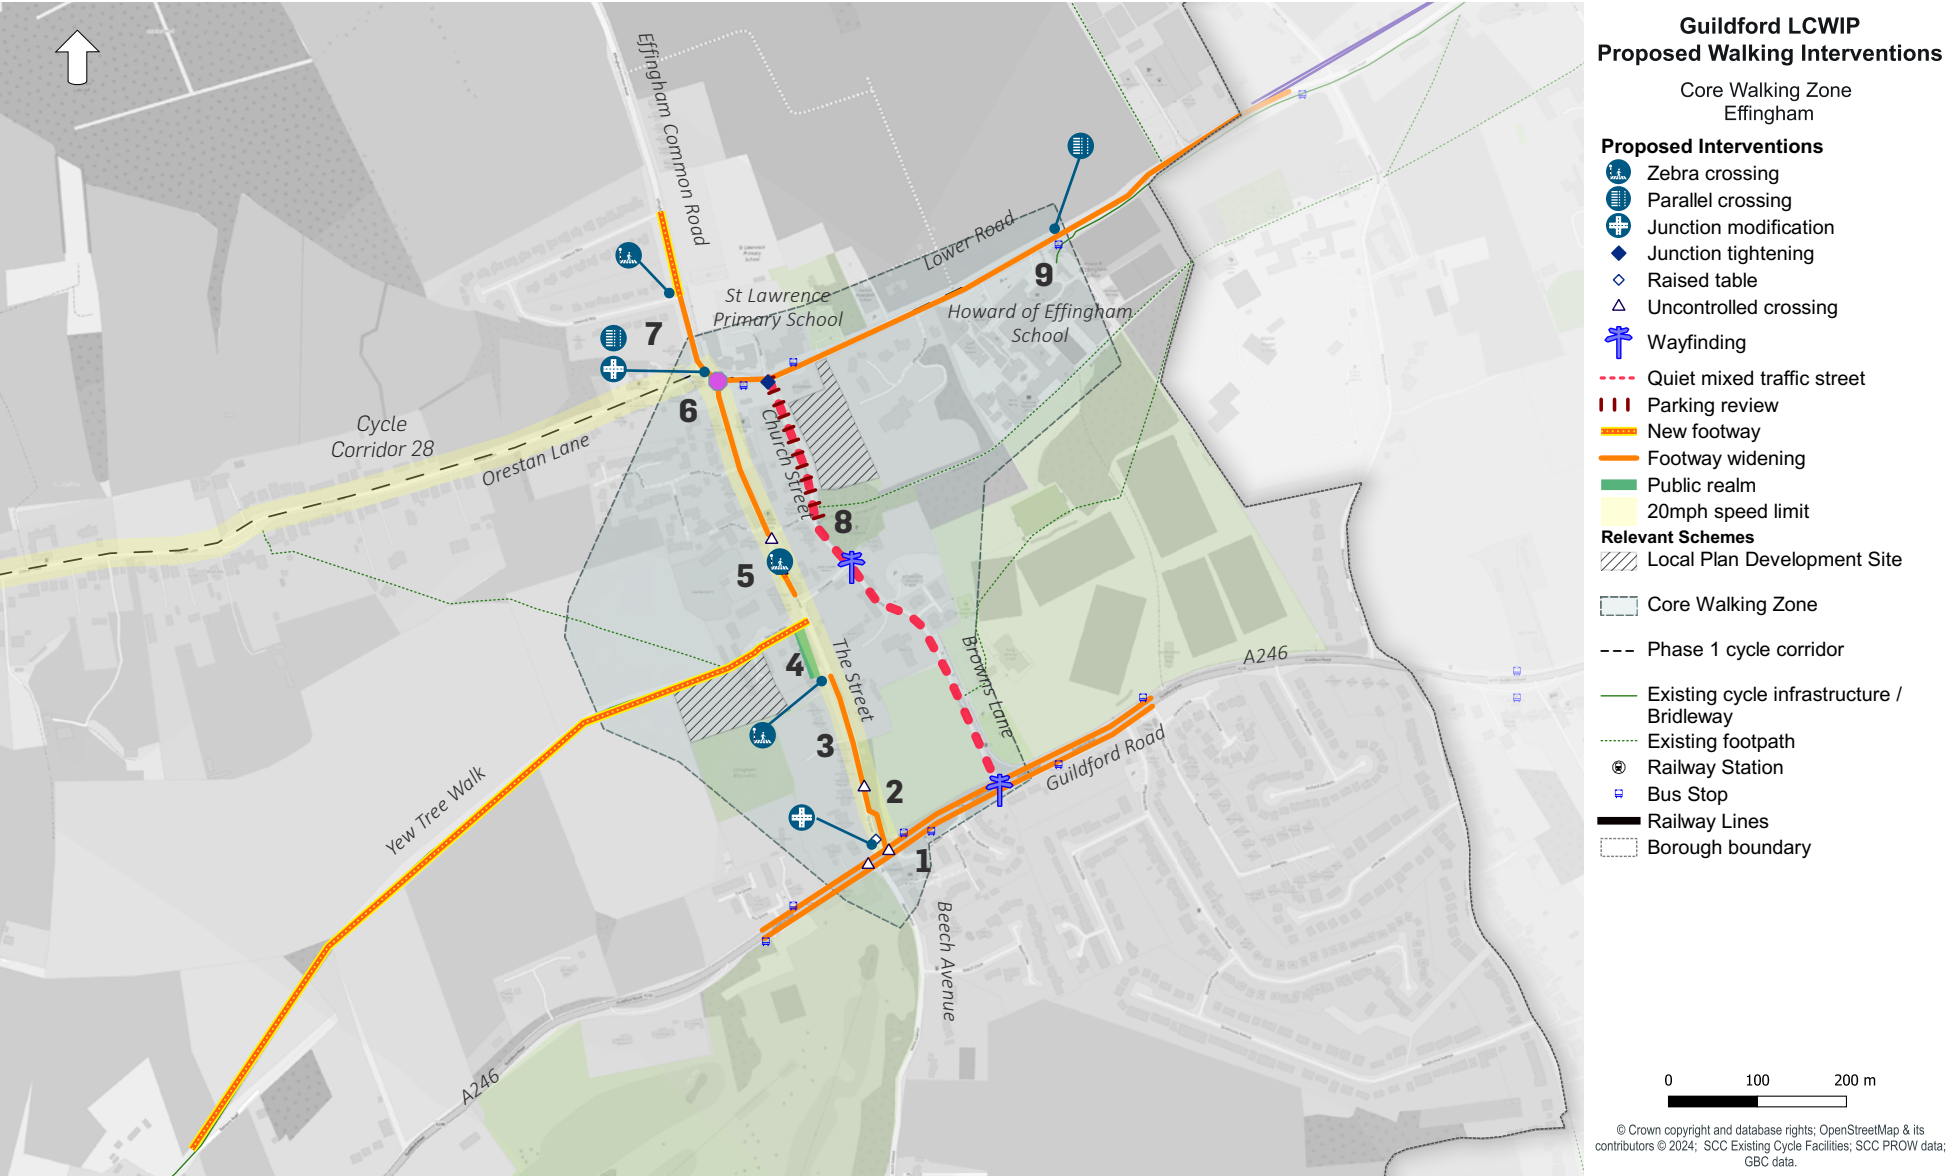 Guildford LCWIP
Proposed Walking Interventions
Core Walking Zone
Effingham
Proposed Interventions
Zebra crossing
Parallel crossing
Junction modification
Junction tightening
Raised table
Uncontrolled crossing
Wayfinding
Quiet mixed traffic street
Parking review
New footway
Footway widening
Public realm
20mph speed limit
Relevant Schemes
Local Plan Development Site
Core Walking Zone
Phase 1 cycle corridor
Existing cycle infrastructure /
Bridleway
Existing footpath
Railway Station
Bus Stop
Railway Lines
Borough boundary
0 100 200 m
© Crown copyright and database rights; OpenStreetMap & its
contributors © 2024; SCC Existing Cycle Facilities; SCC PROW data;
GBC data.
Effingham Common Road
Lower Road
9
St Lawrence
Primary School
Howard of Effingham
School
7
6
Cycle
Corridor 28
Orestan Lane
Church Street
8
5
4
The Street
Browns Lane
A246
3
2
Guildford Road
Yew Tree Walk
1
Beech Avenue
A246